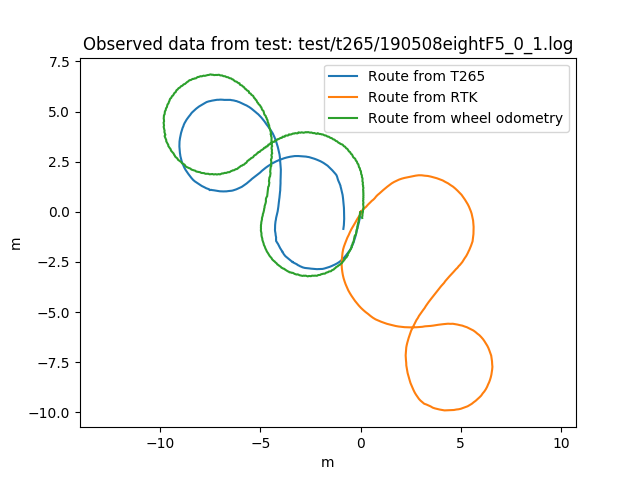 Observed data from test: test/t265/190508eightF5_0_1.log
Route from T265
Route from RTK
Route from wheel odometry
7.5
5.0
2.5
0.0
−2.5
−5.0
−7.5
−10.0
m
−10
−5
0
5
10
m